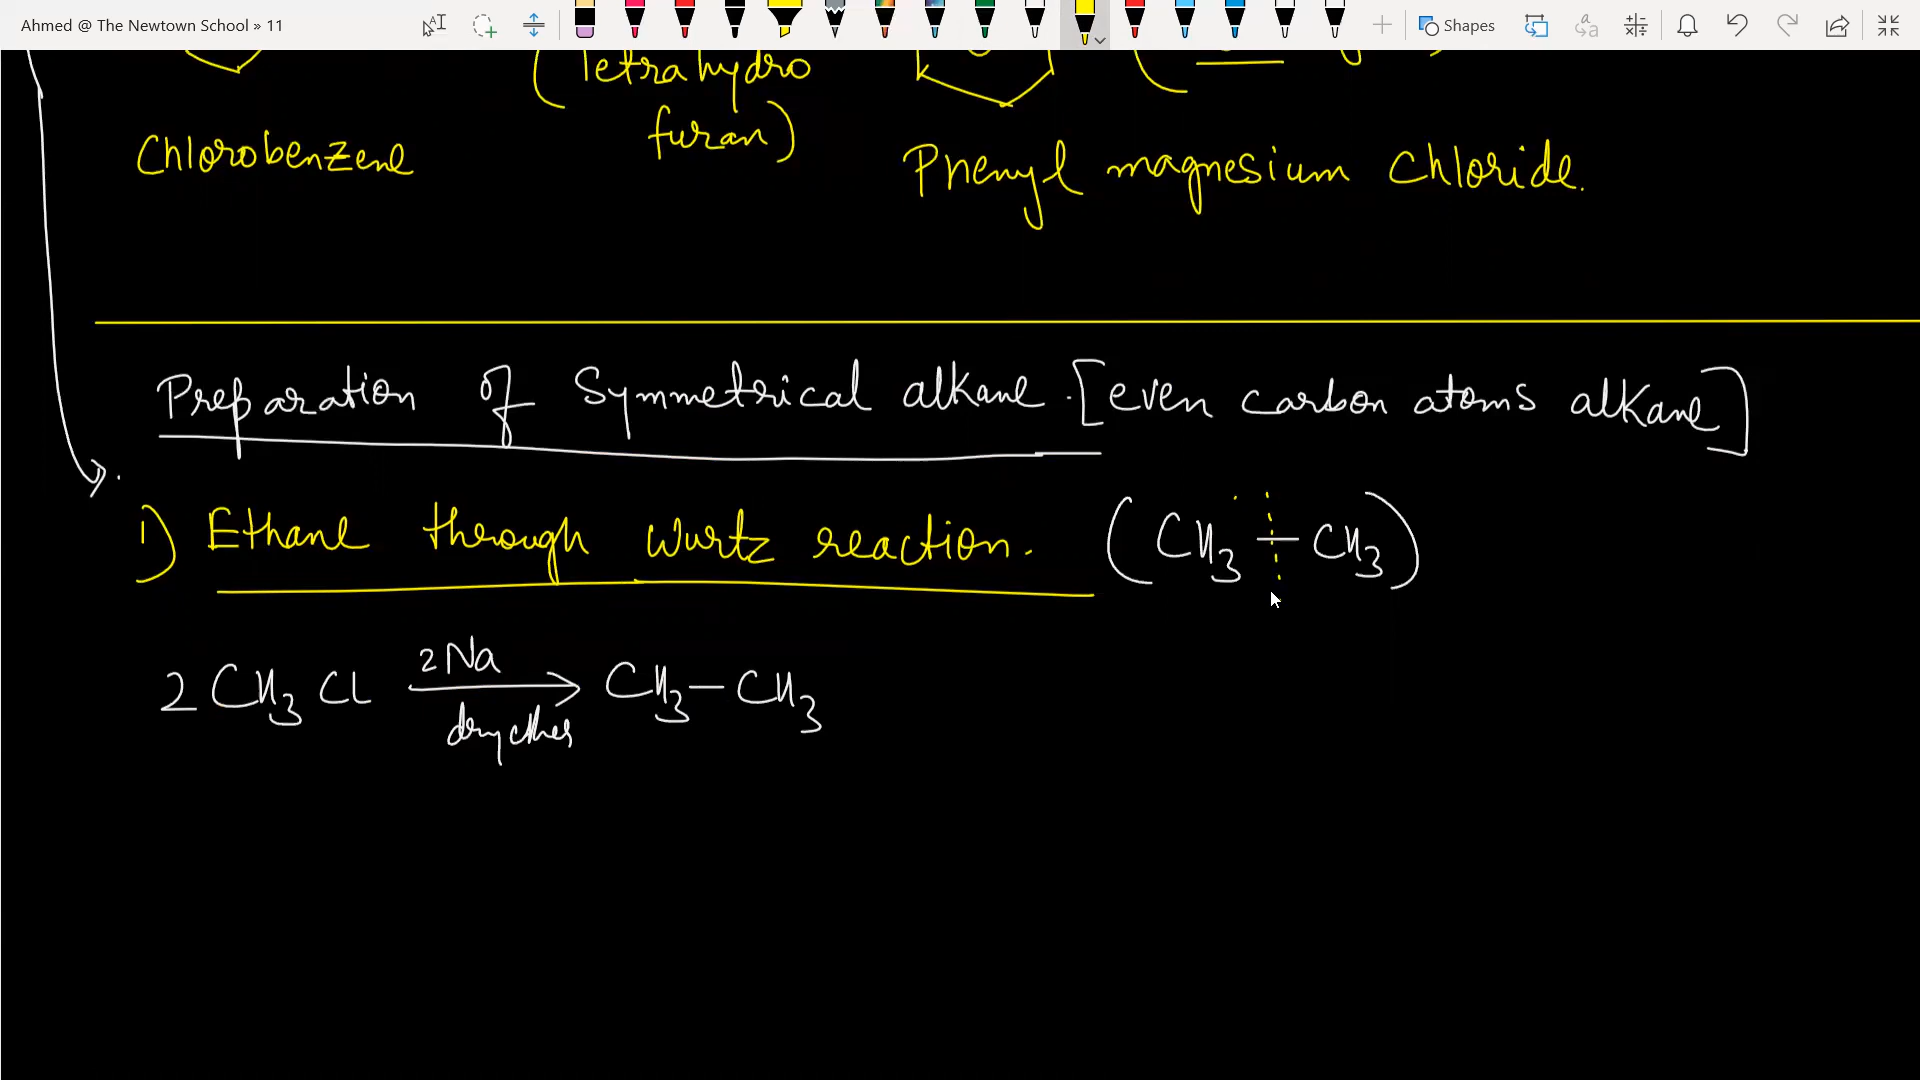 Ahmed @ The Newtown School » 11
Shapes
(Tetrahydro
furan)
Chlorobenzene
Phenyl magnesium Chloride.
Preparation of Symmetrical alkane. [even carbon atoms alkane]
1) Ethane through Wurtz reaction. (CH3 — CH3)
2 CH3 Cl 2Na dry ether → CH3 — CH3